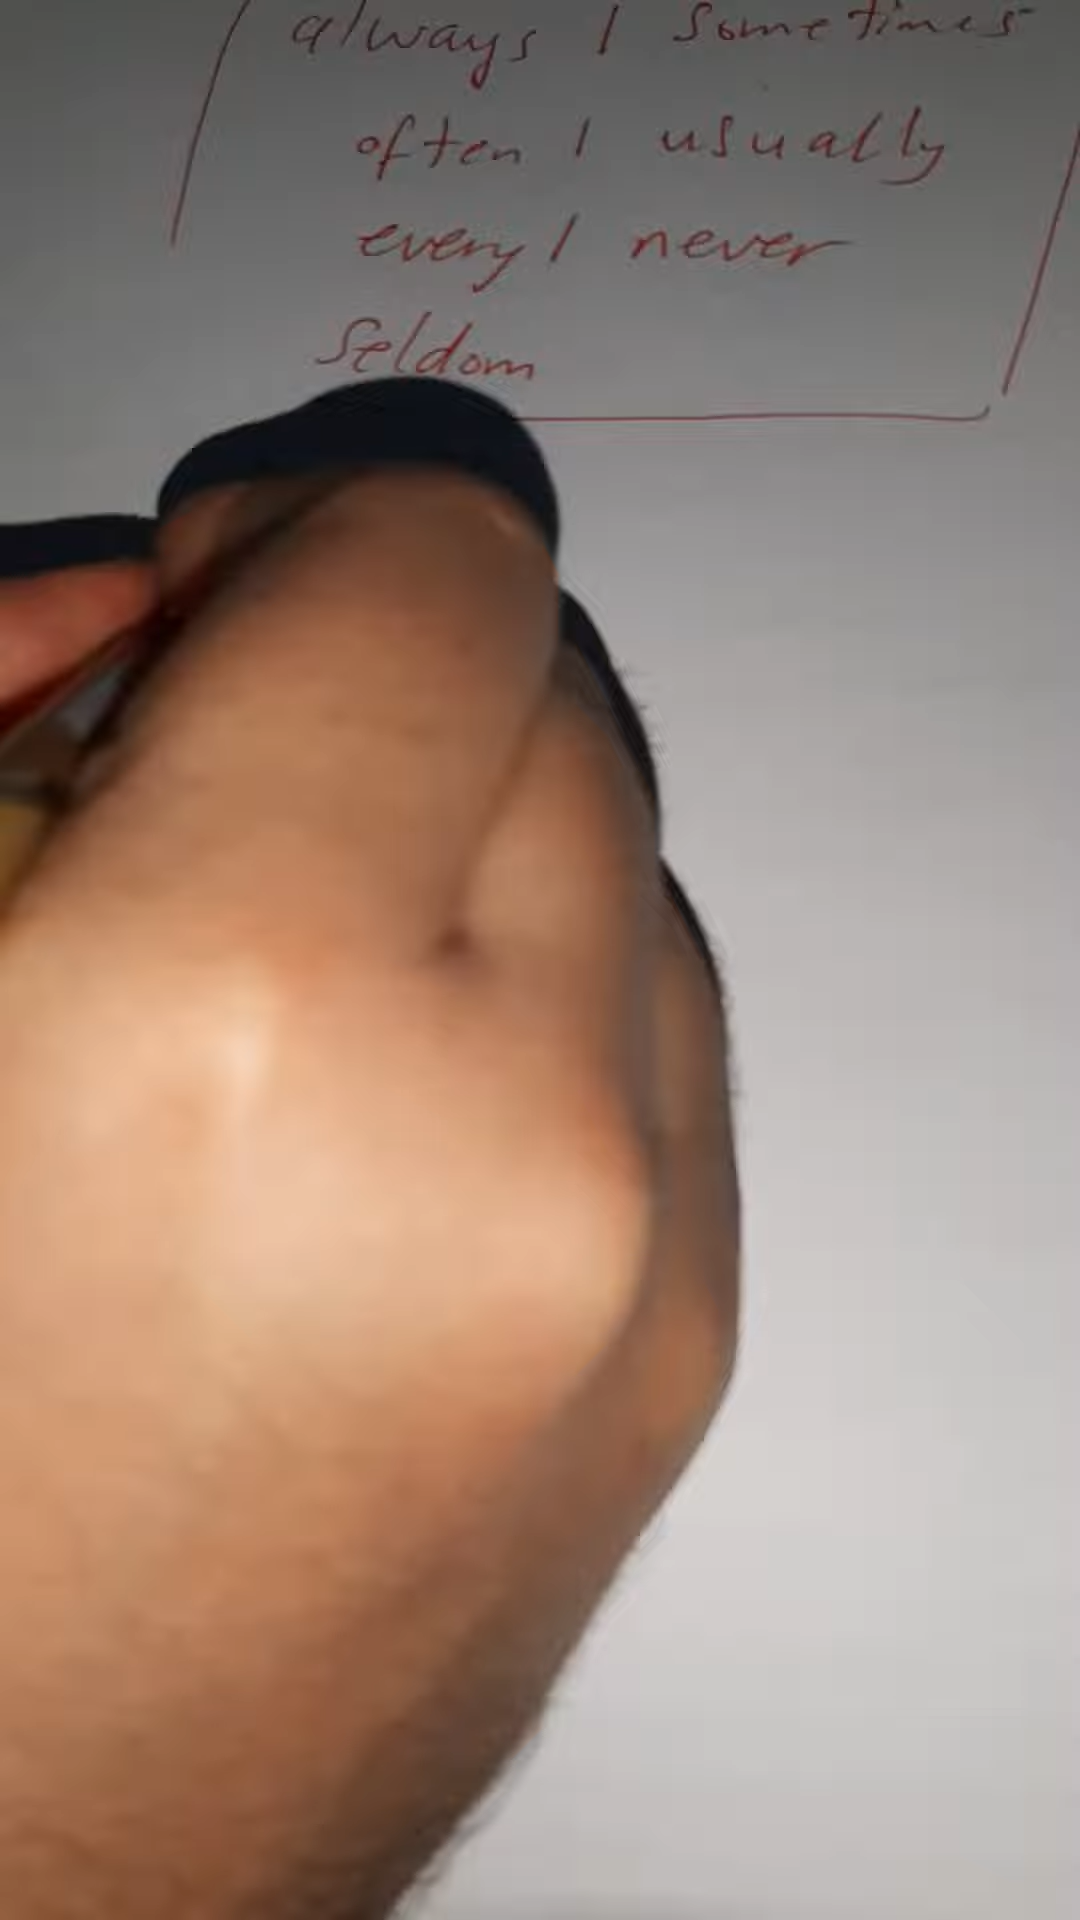 always / sometimes
often / usually
every / never
Seldom